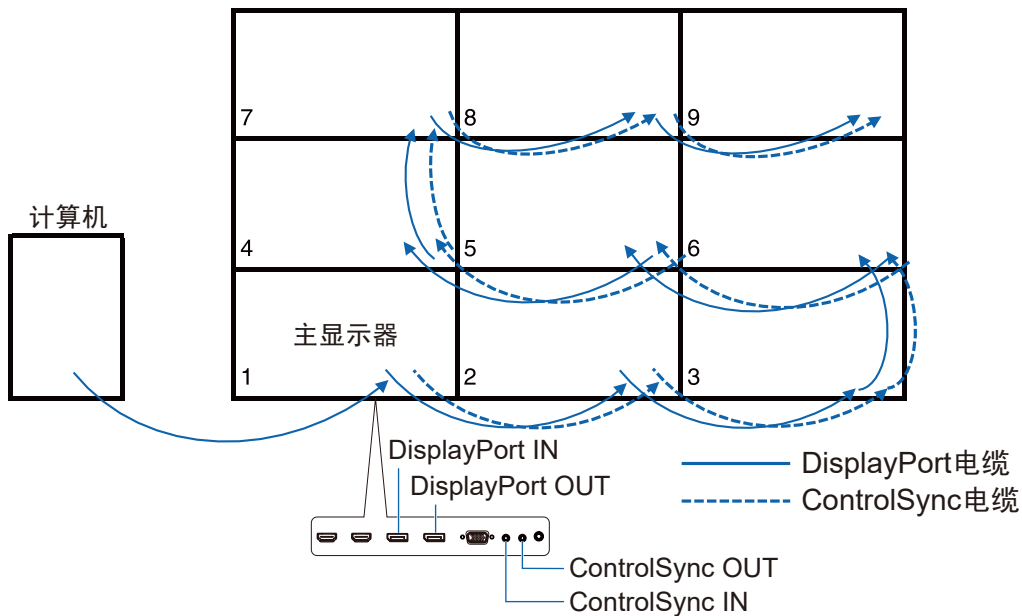 7
8
9
计算机
4
5
6
主显示器
1
2
3
DisplayPort IN
DisplayPort OUT
DisplayPort电缆
ControlSync电缆
ControlSync OUT
ControlSync IN